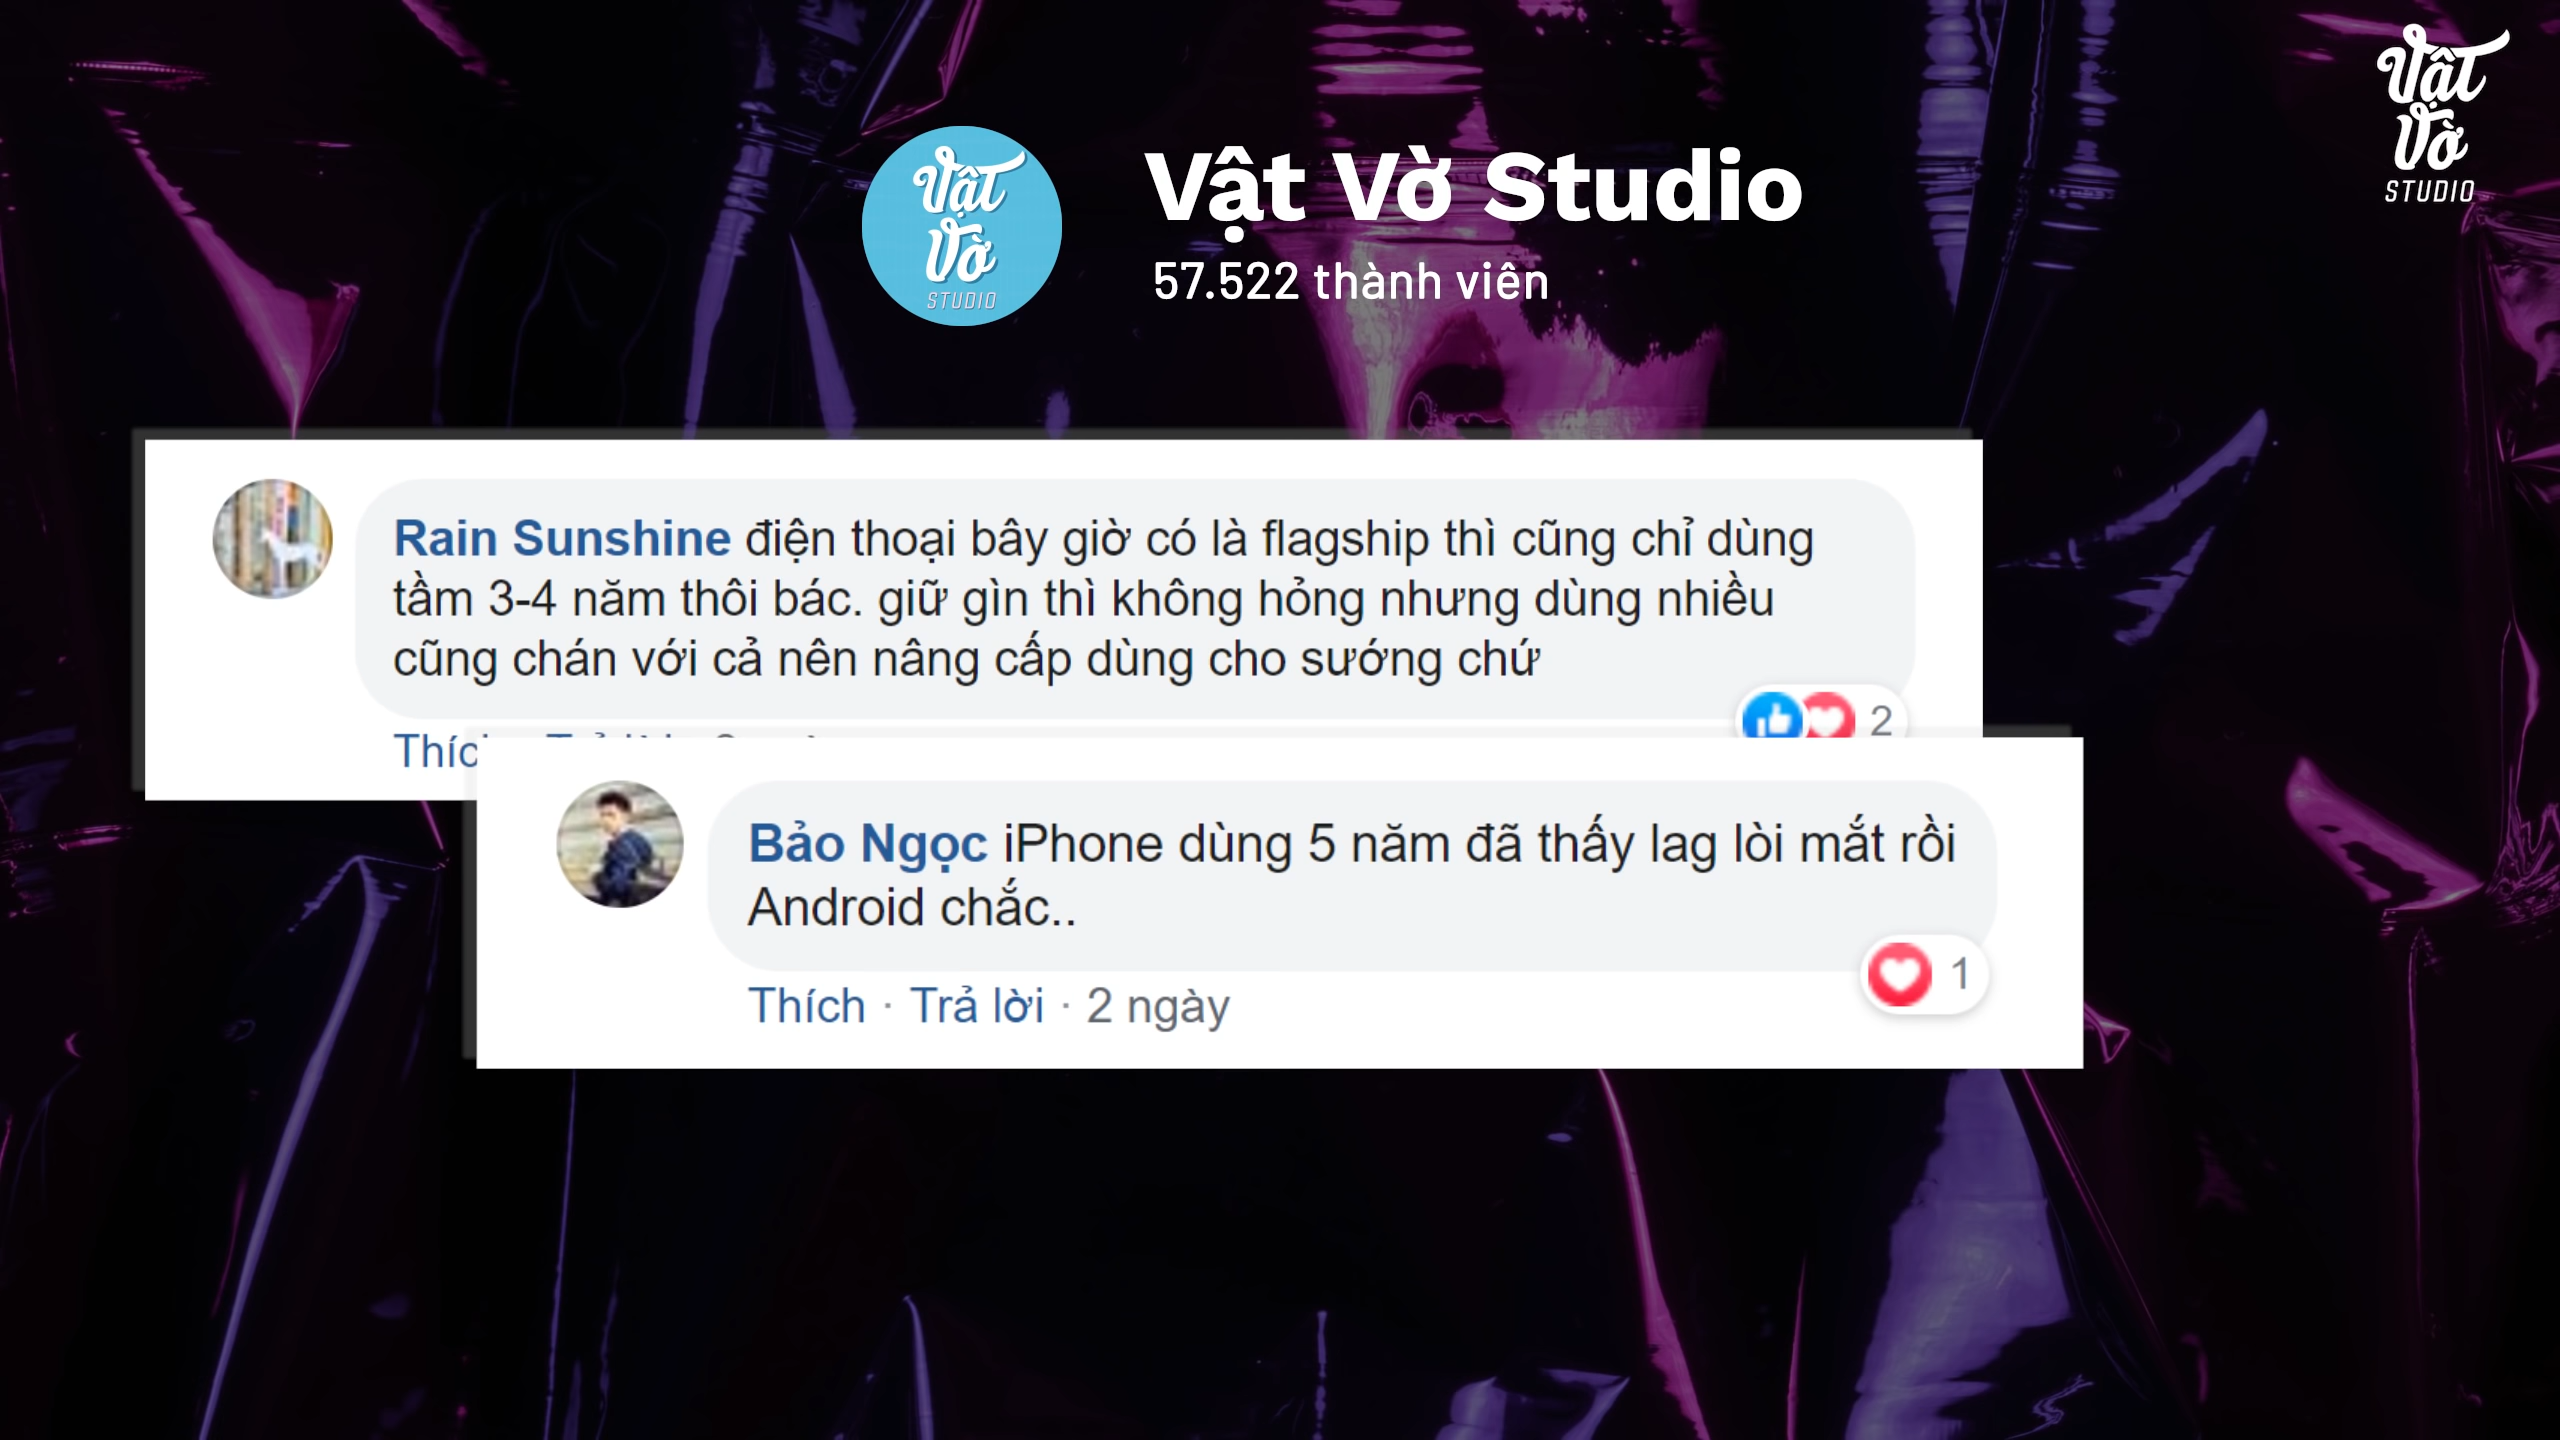 Vật
Vờ
STUDIO
Vật
Vờ
STUDIO
Vật Vờ Studio
57.522 thành viên
Rain Sunshine điện thoại bây giờ có là flagship thì cũng chỉ dùng
tầm 3-4 năm thôi bác. giữ gìn thì không hỏng nhưng dùng nhiều
cũng chán với cả nên nâng cấp dùng cho sướng chứ
2
Bảo Ngọc iPhone dùng 5 năm đã thấy lag lòi mắt rồi
Android chắc..
1
Thích · Trả lời · 2 ngày